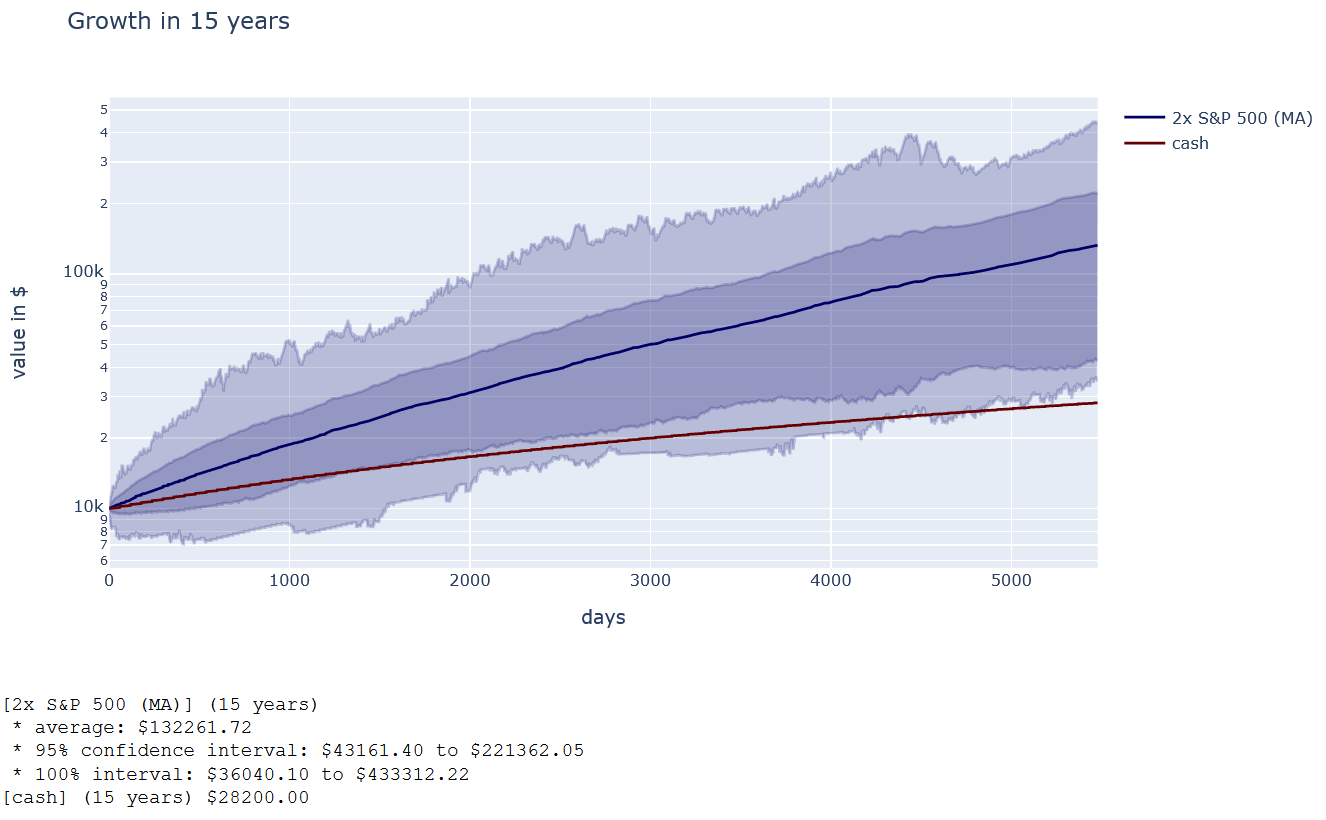 Growth in 15 years
2x S&P 500 (MA)
cash
value in $
5
4
3
2
100k
9
8
7
6
5
4
3
2
10k
9
8
7
6
0
1000
2000
3000
4000
5000
days
[2x S&P 500 (MA)] (15 years)
* average: $132261.72
* 95% confidence interval: $43161.40 to $221362.05
* 100% interval: $36040.10 to $433312.22
[cash] (15 years) $28200.00